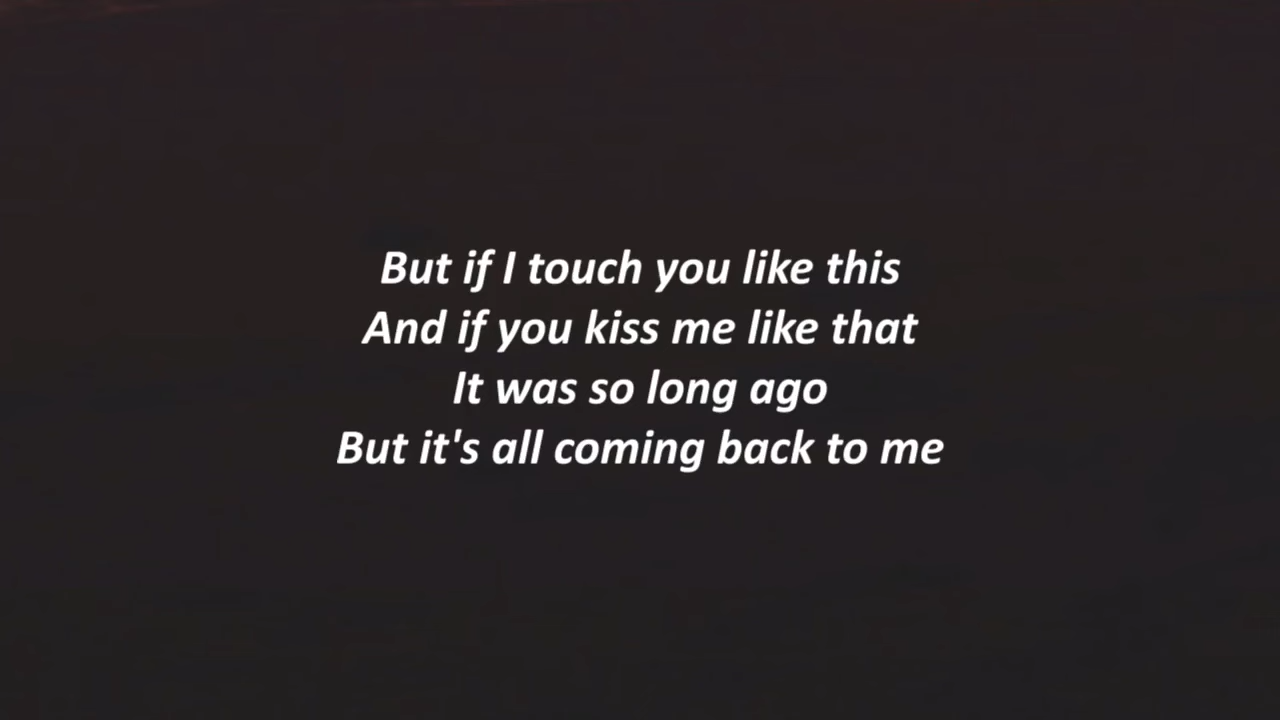 But if I touch you like this
And if you kiss me like that
It was so long ago
But it's all coming back to me